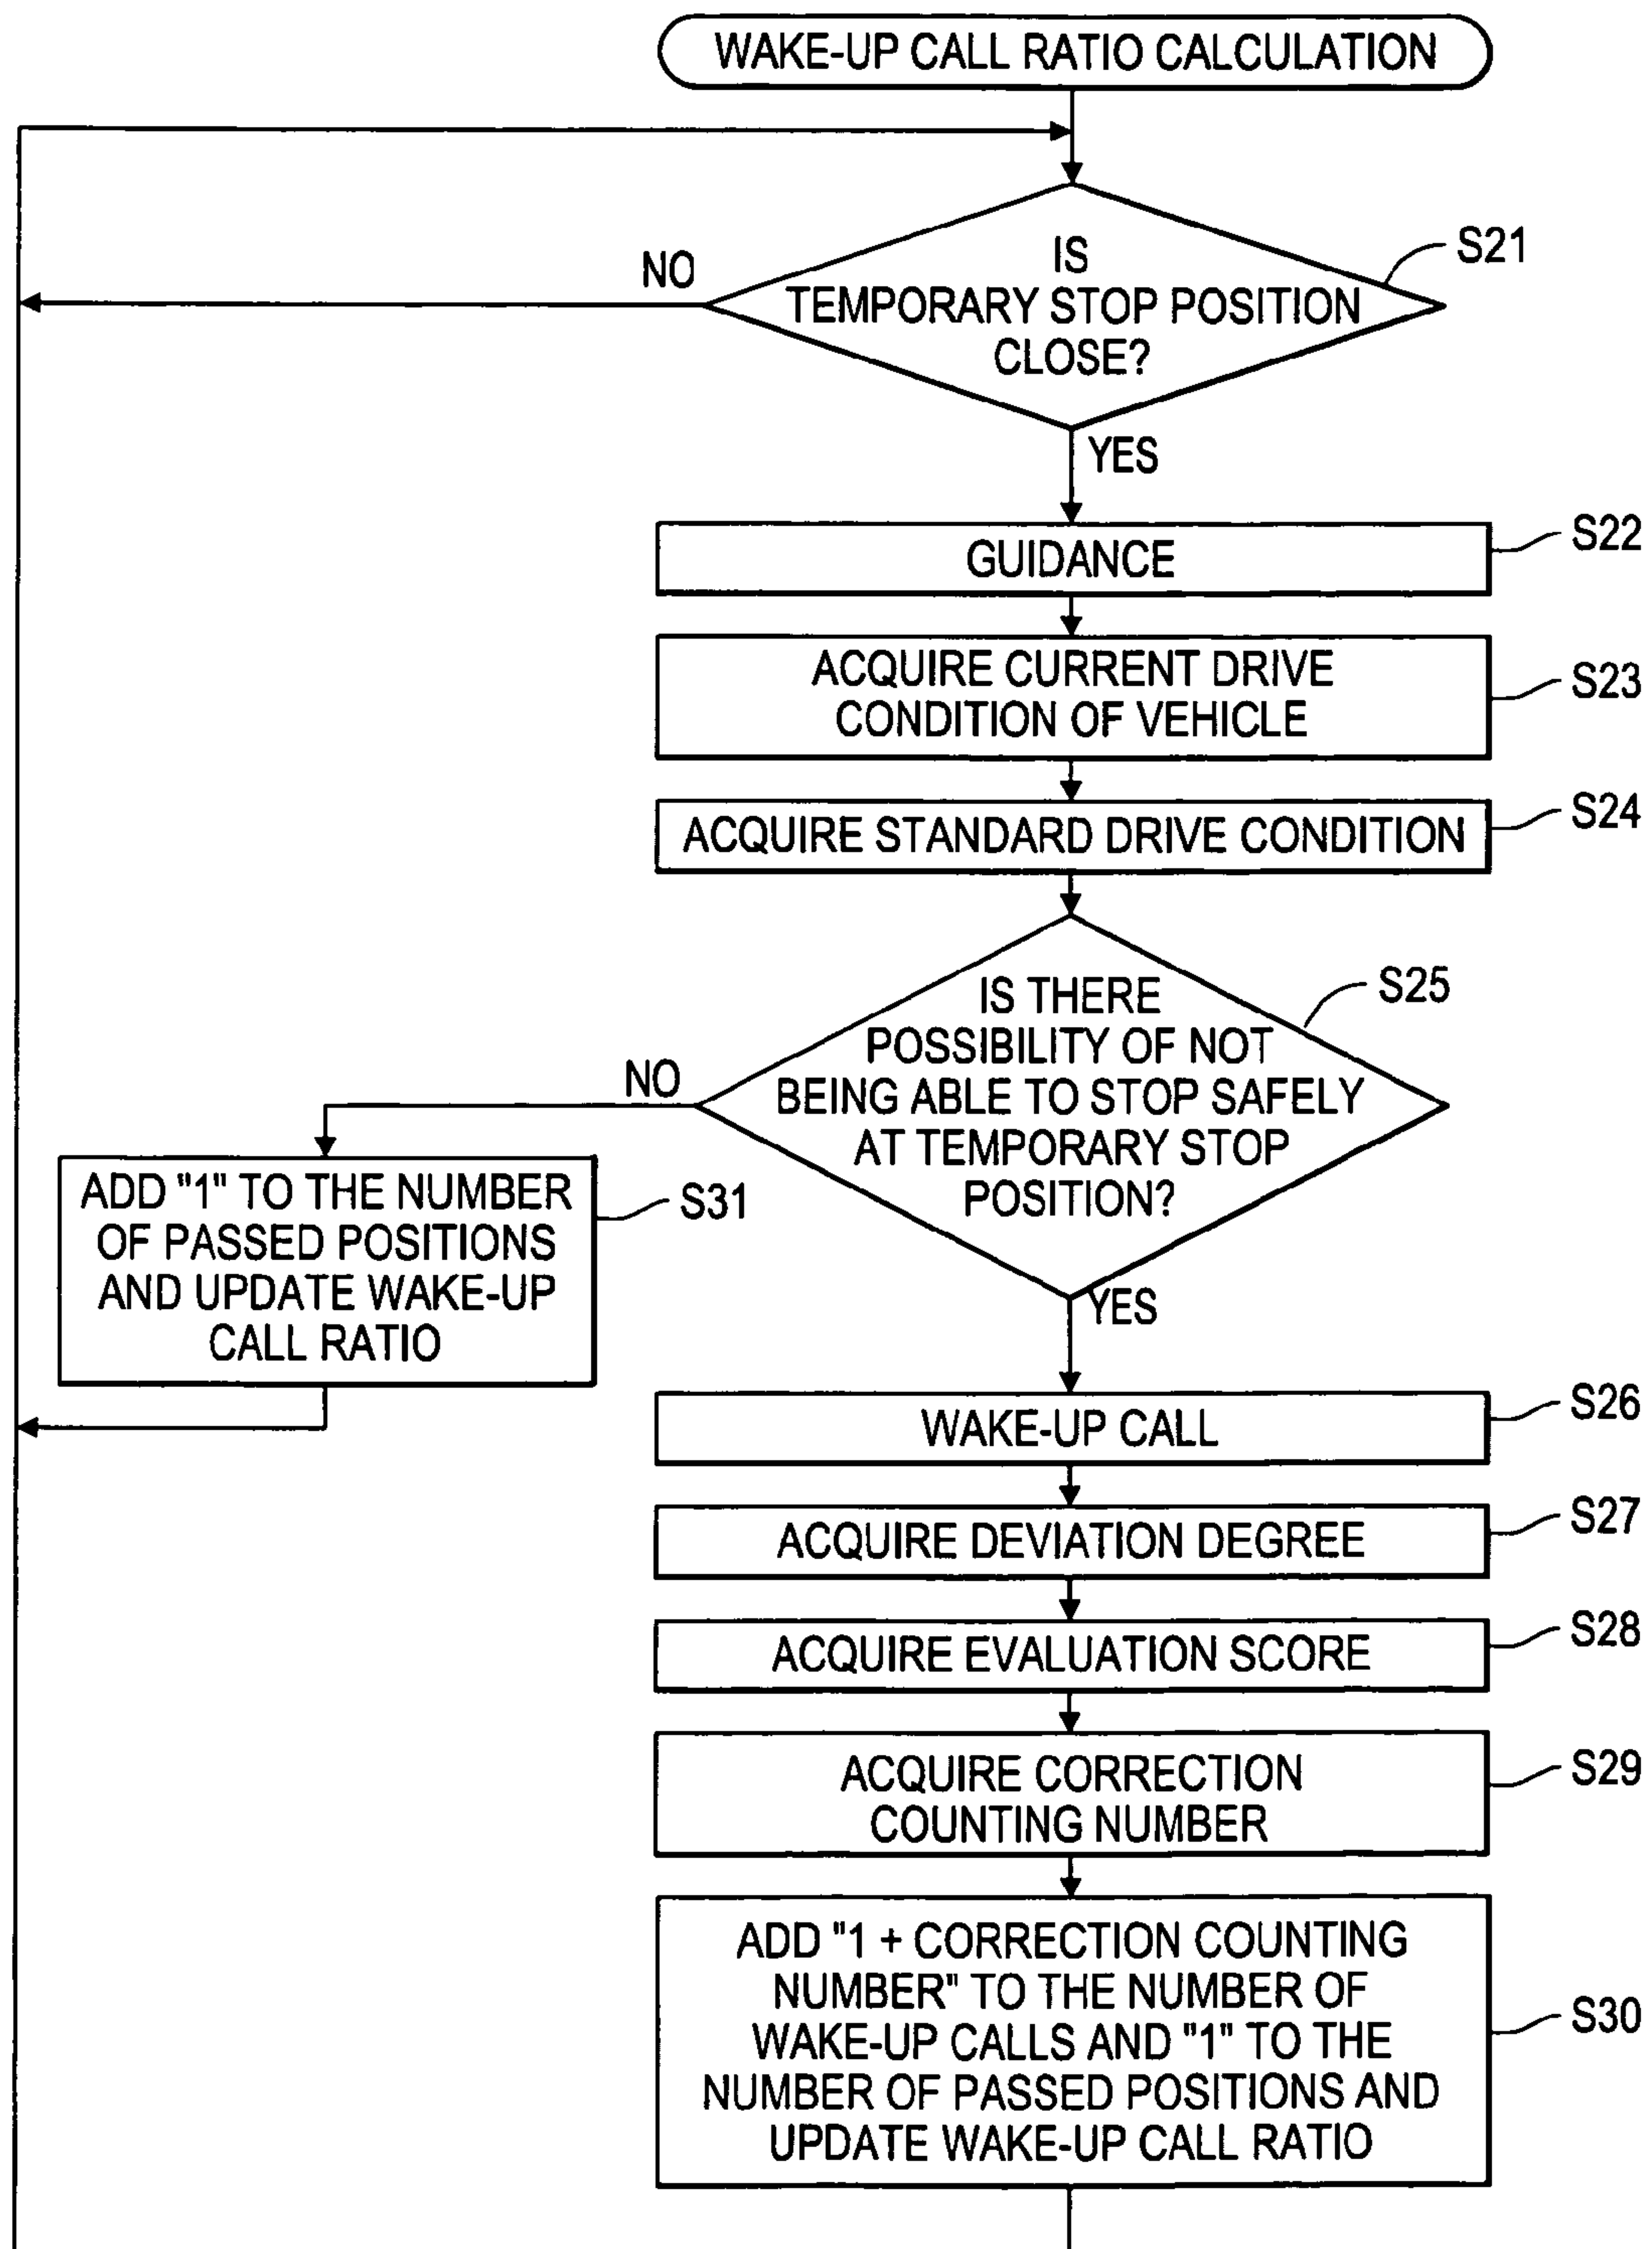 WAKE-UP CALL RATIO CALCULATION
IS
TEMPORARY STOP POSITION
CLOSE?
S21
NO
YES
GUIDANCE
S22
ACQUIRE CURRENT DRIVE
CONDITION OF VEHICLE
S23
ACQUIRE STANDARD DRIVE CONDITION
S24
IS THERE
POSSIBILITY OF NOT
BEING ABLE TO STOP SAFELY
AT TEMPORARY STOP
POSITION?
S25
NO
YES
ADD "1" TO THE NUMBER
OF PASSED POSITIONS
AND UPDATE WAKE-UP
CALL RATIO
S31
WAKE-UP CALL
S26
ACQUIRE DEVIATION DEGREE
S27
ACQUIRE EVALUATION SCORE
S28
ACQUIRE CORRECTION
COUNTING NUMBER
S29
ADD "1 + CORRECTION COUNTING
NUMBER" TO THE NUMBER OF
WAKE-UP CALLS AND "1" TO THE
NUMBER OF PASSED POSITIONS AND
UPDATE WAKE-UP CALL RATIO
S30